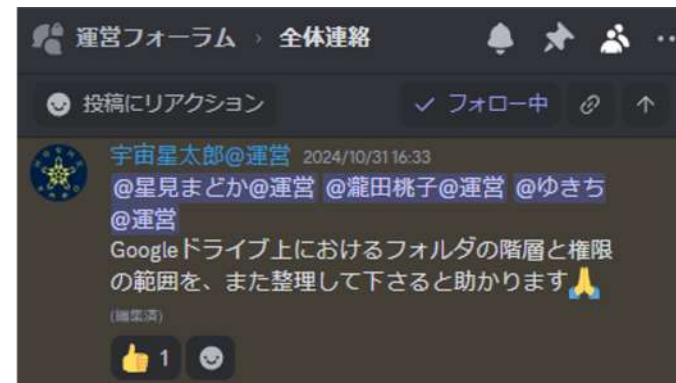 運営フォーラム › 全体連絡
投稿にリアクション ✓ フォロー中
宇宙星太郎@運営 2024/10/31 16:33
@星見まどか@運営 @瀧田桃子@運営 @ゆきち
@運営
Googleドライブ上におけるフォルダの階層と権限
の範囲を、また整理して下さると助かります🙏
(編集済)
👍 1